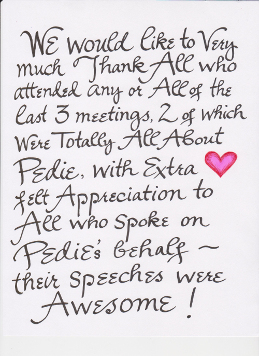 WE would like to Very
much Thank All who
attended any or All of the
last 3 meetings, 2 of which
Were Totally All About
Pedie, with Extra
felt Appreciation to
All who spoke on
Pedie's behalf ~
their speeches were
Awesome!